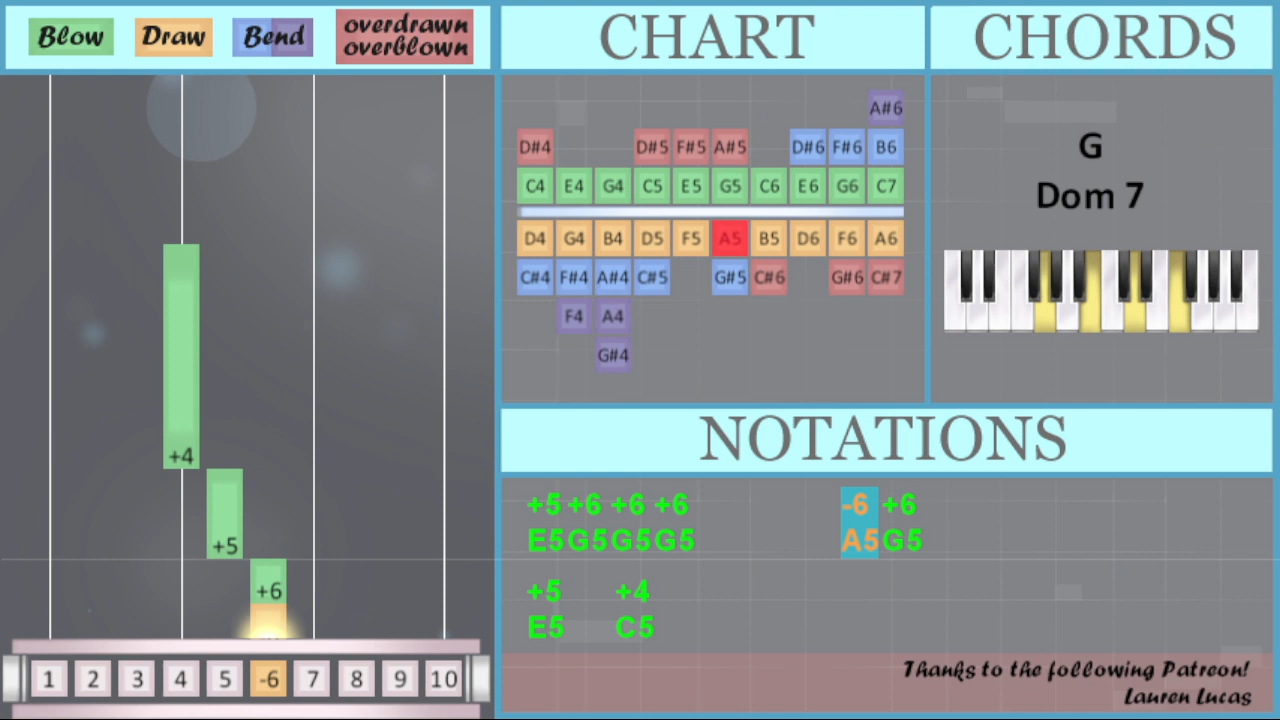 Blow Draw Bend overdrawn
overblown
CHART
CHORDS
A#6
D#4 D#5 F#5 A#5 D#6 F#6 B6
C4 E4 G4 C5 E5 G5 C6 E6 G6 C7
D4 G4 B4 D5 F5 A5 B5 D6 F6 A6
C#4 F#4 A#4 C#5 G#5 C#6 G#6 C#7
F4 A4
G#4
G
Dom 7
+4
+5
+6
1 2 3 4 5 -6 7 8 9 10
NOTATIONS
+5 +6 +6 +6 -6 +6
E5 G5 G5 G5 A5 G5
+5 +4
E5 C5
Thanks to the following Patreon!
Lauren Lucas